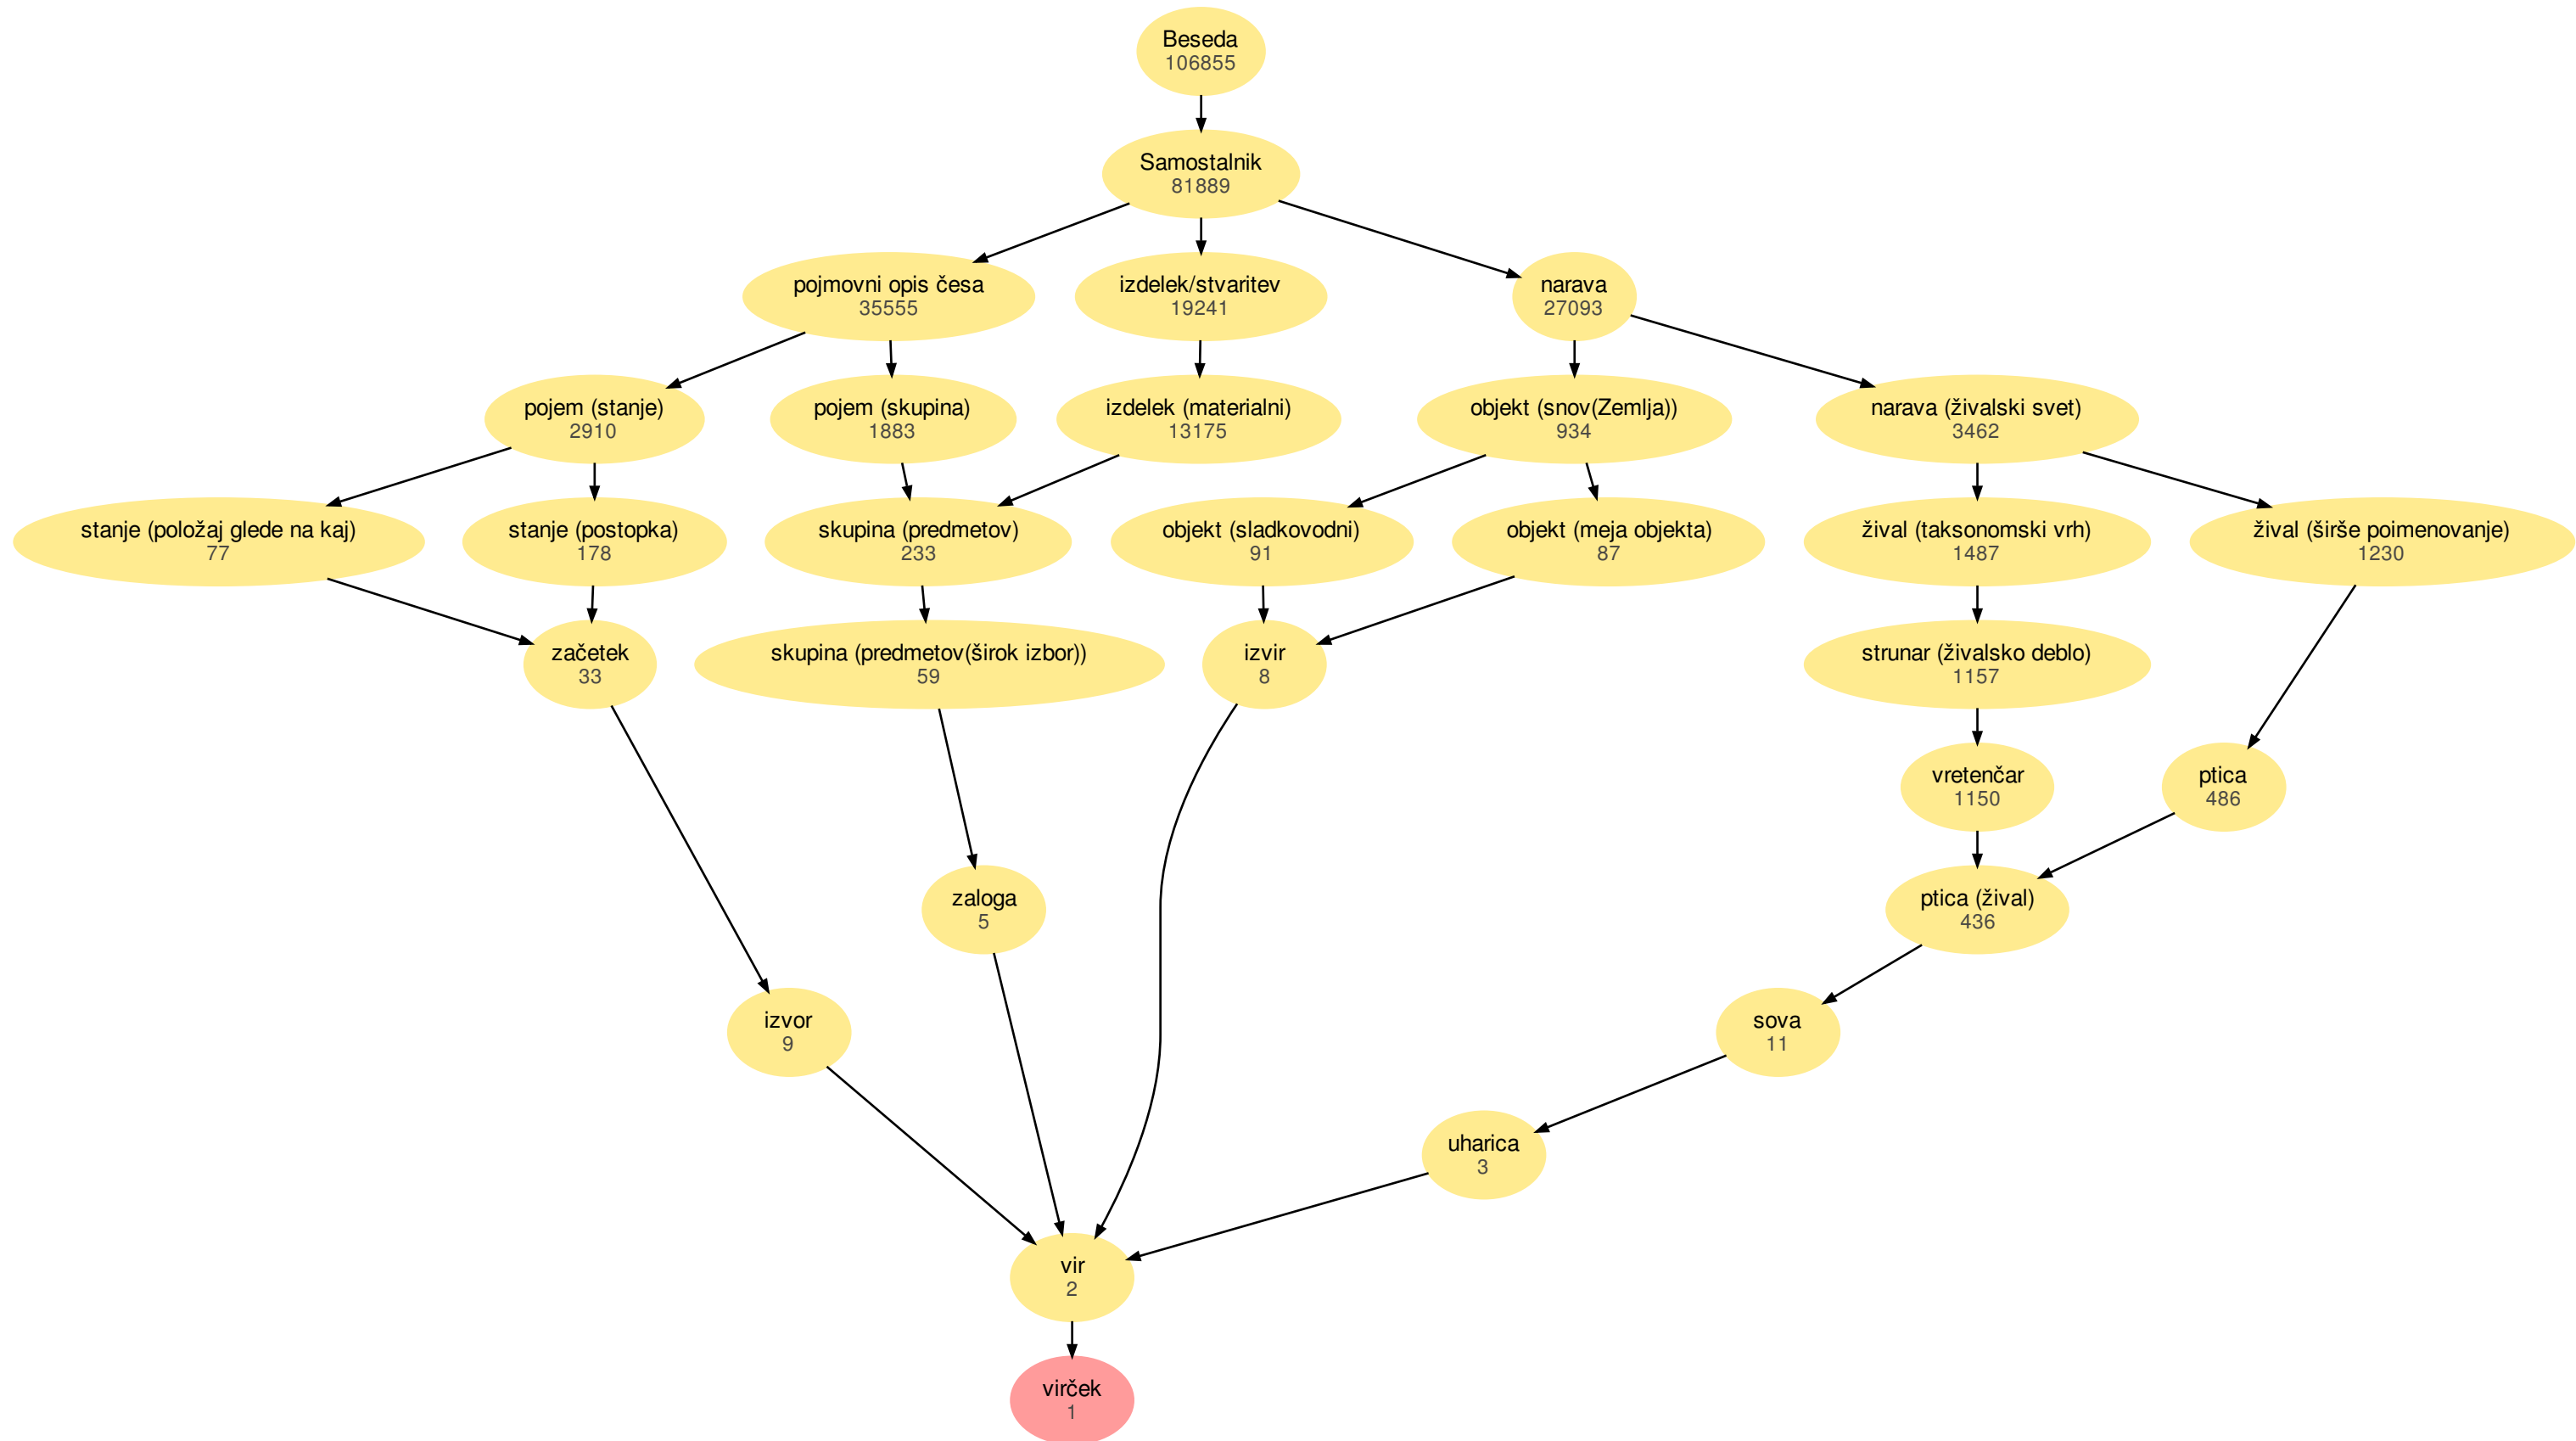 Beseda
106855
Samostalnik
81889
pojmovni opis česa
35555
izdelek/stvaritev
19241
narava
27093
pojem (stanje)
2910
pojem (skupina)
1883
izdelek (materialni)
13175
objekt (snov(Zemlja))
934
narava (živalski svet)
3462
stanje (položaj glede na kaj)
77
stanje (postopka)
178
skupina (predmetov)
233
objekt (sladkovodni)
91
objekt (meja objekta)
87
žival (taksonomski vrh)
1487
žival (širše poimenovanje)
1230
začetek
33
skupina (predmetov(širok izbor))
59
izvir
8
strunar (živalsko deblo)
1157
vretenčar
1150
ptica
486
zaloga
5
ptica (žival)
436
izvor
9
sova
11
uharica
3
vir
2
virček
1